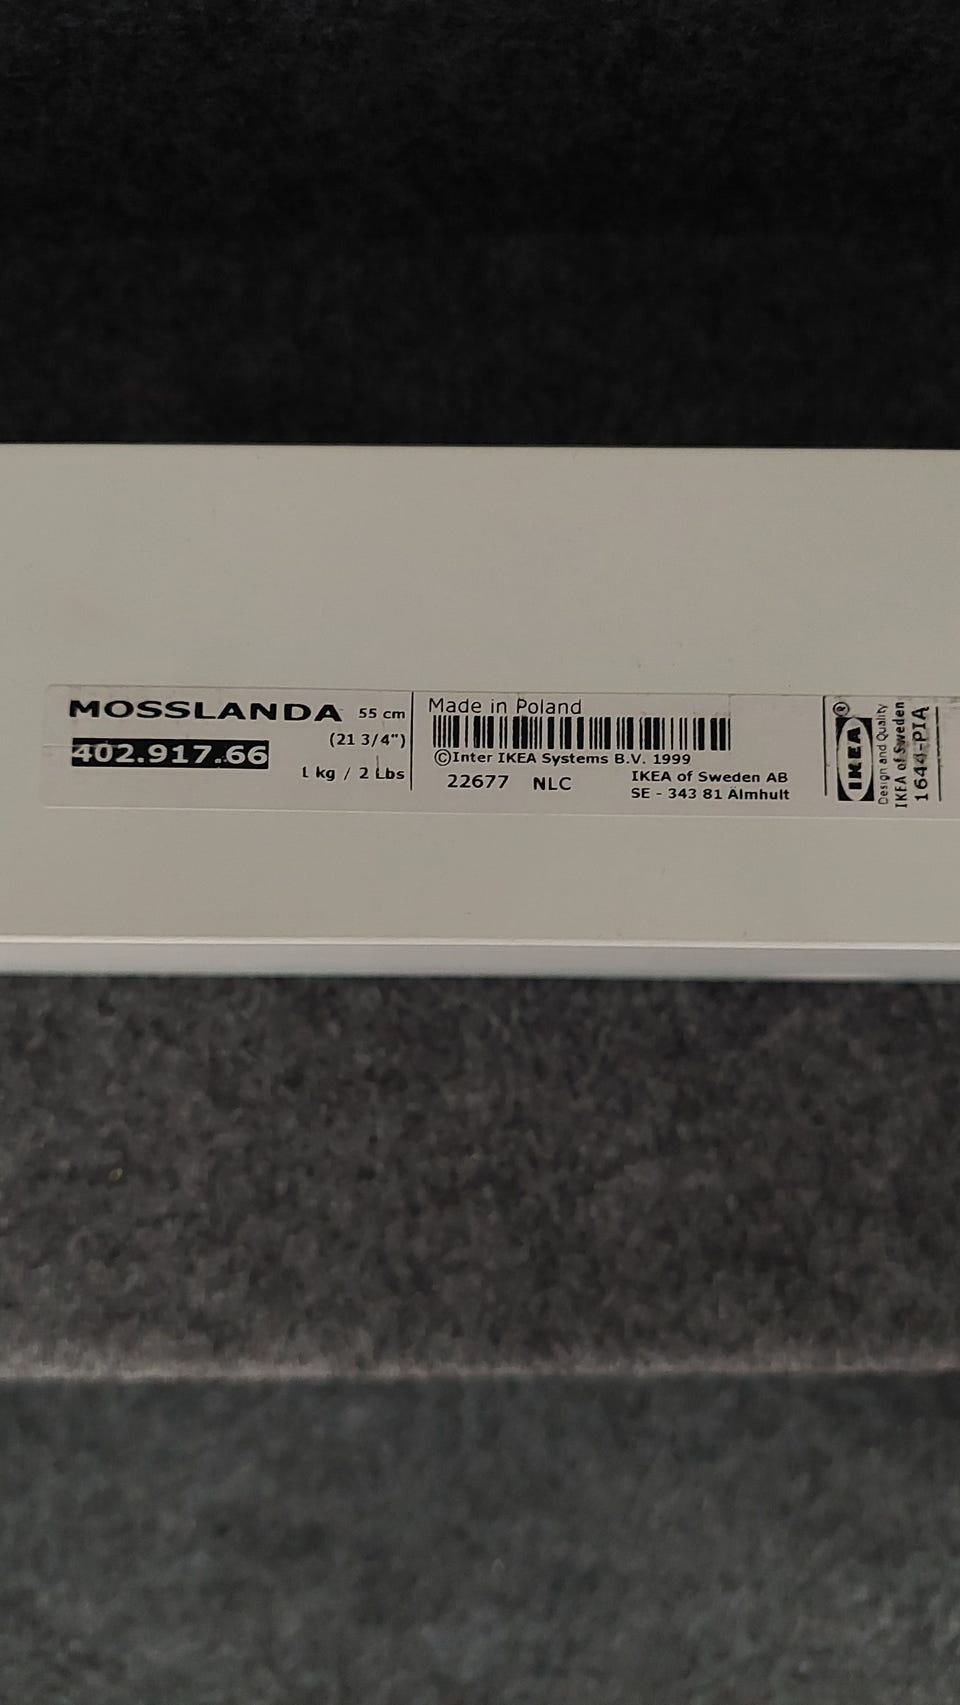 MOSSLANDA 55 cm
(21 3/4")
402.917.66
1 kg / 2 Lbs
Made in Poland
©Inter IKEA Systems B.V. 1999
22677 NLC
IKEA of Sweden AB
SE - 343 81 Älmhult
IKEA®
Design and Quality
IKEA of Sweden
1644-PIA